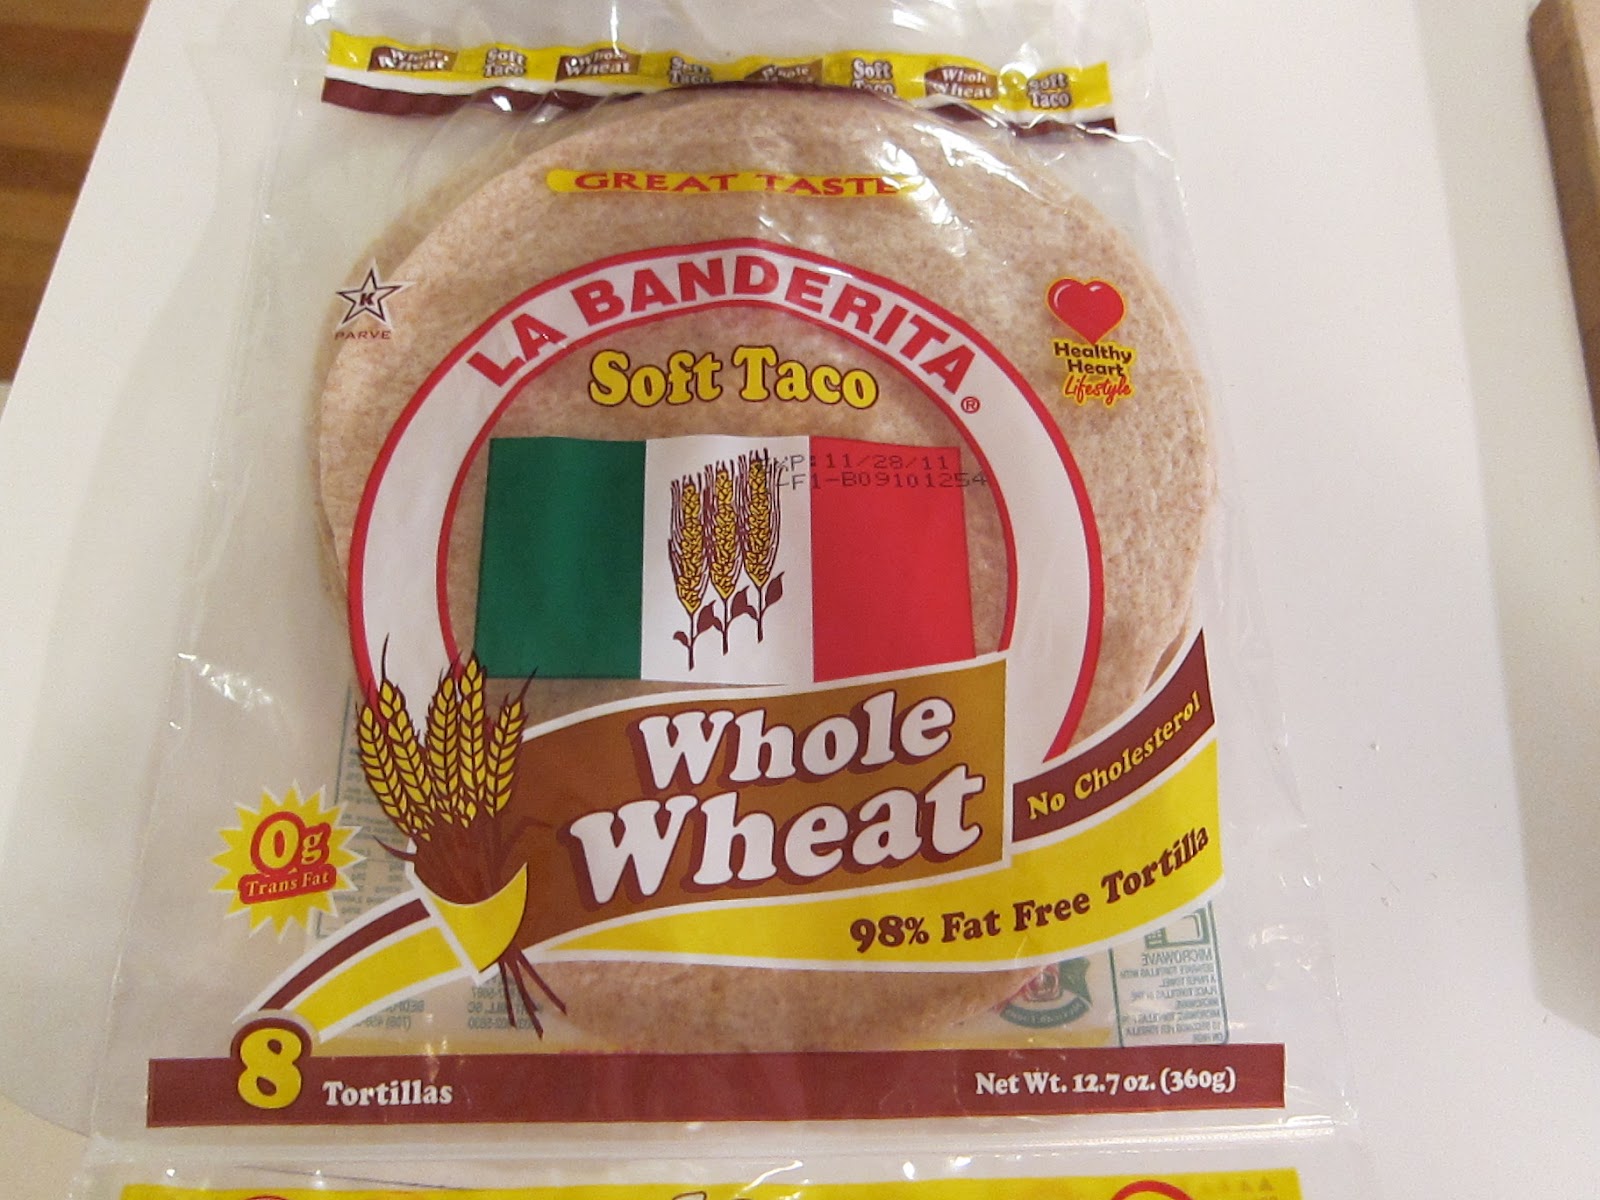 Whole Wheat Soft Taco Whole Wheat Soft Taco Whole Soft Taco Whole Wheat Soft Taco
GREAT TASTE
LA BANDERITA®
K
PARVE
Healthy
Heart
Lifestyle
Soft Taco
11/28/11
F1-B09101254
Whole
Wheat
No Cholesterol
98% Fat Free Tortilla
0g
Trans Fat
MICROWAVE
8 Tortillas
Net Wt. 12.7 oz. (360g)